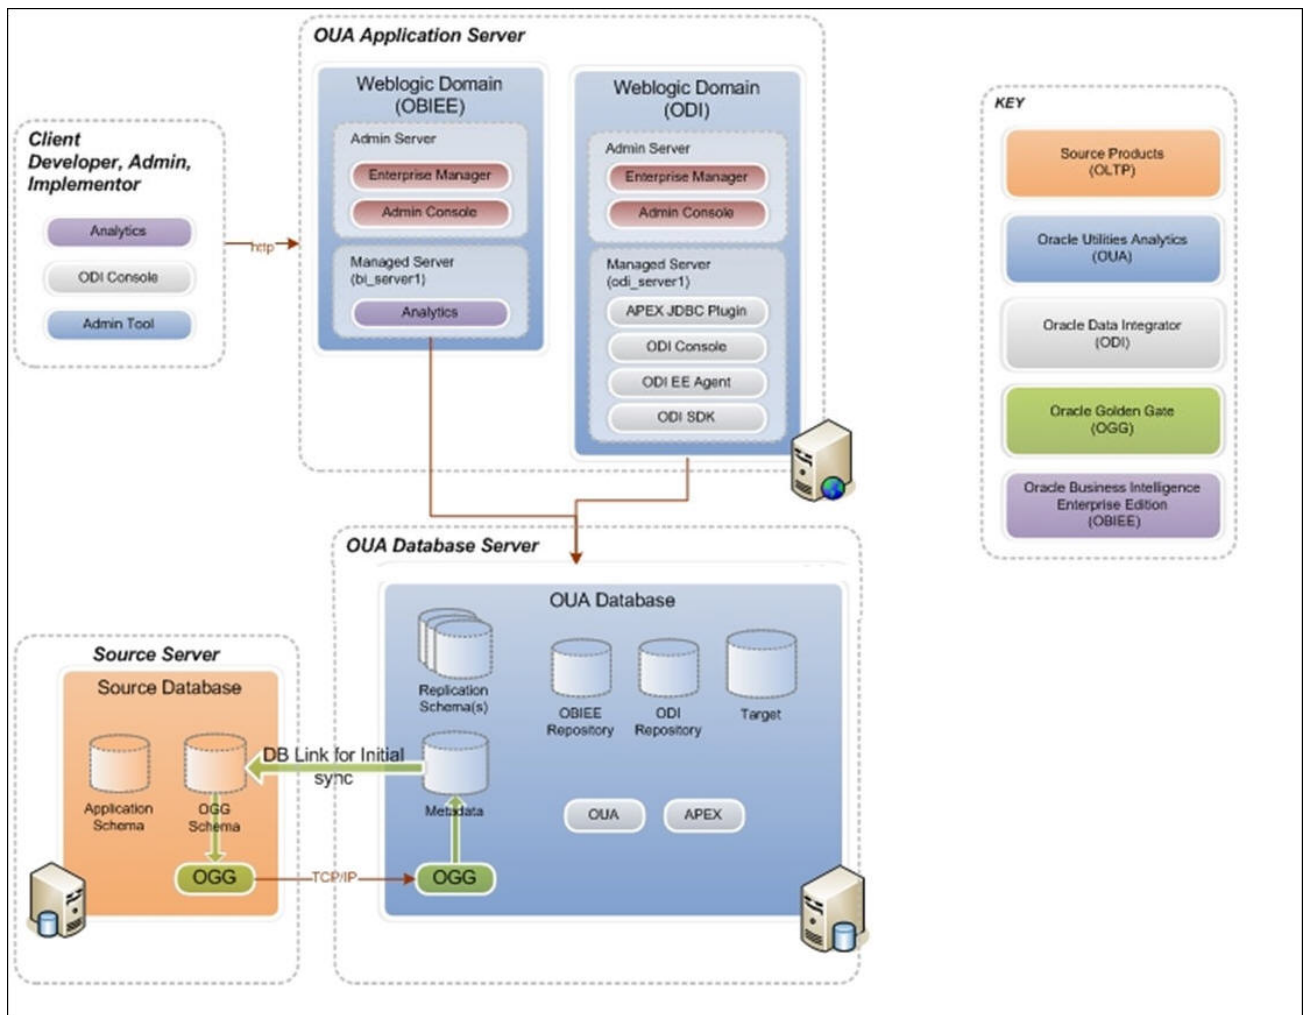 OUA Application Server
Weblogic Domain
(OBIEE)
Admin Server
Enterprise Manager
Admin Console
Managed Server
(bi_server1)
Analytics
Weblogic Domain
(ODI)
Admin Server
Enterprise Manager
Admin Console
Managed Server
(odi_server1)
APEX JDBC Plugin
ODI Console
ODI EE Agent
ODI SDK
Client
Developer, Admin,
Implementor
Analytics
ODI Console
Admin Tool
http
KEY
Source Products
(OLTP)
Oracle Utilities Analytics
(OUA)
Oracle Data Integrator
(ODI)
Oracle Golden Gate
(OGG)
Oracle Business Intelligence
Enterprise Edition
(OBIEE)
OUA Database Server
OUA Database
Replication
Schema(s)
OBIEE
Repository
ODI
Repository
Target
Metadata
OUA
APEX
OGG
Source Server
Source Database
Application
Schema
OGG
Schema
OGG
DB Link for Initial
sync
TCP/IP